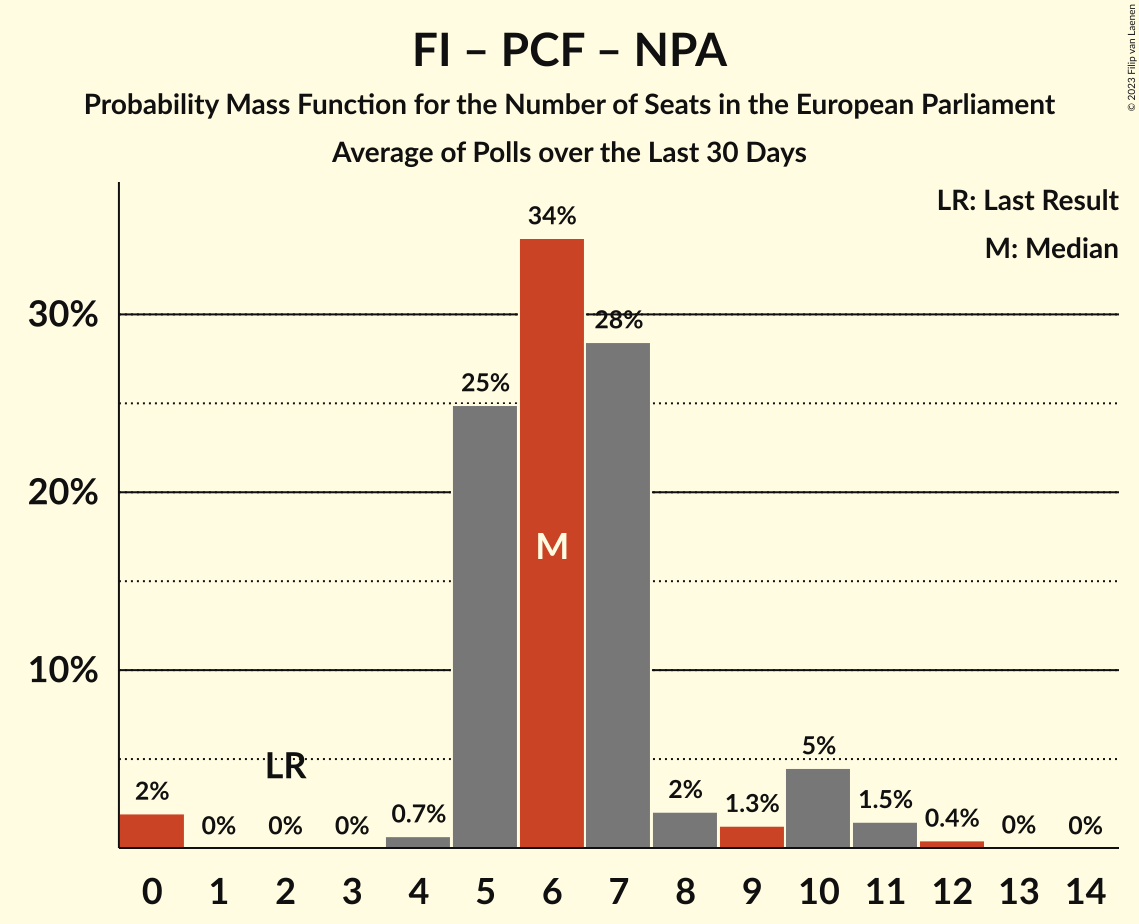 FI – PCF – NPA
Probability Mass Function for the Number of Seats in the European Parliament
Average of Polls over the Last 30 Days
© 2023 Filip van Laenen
LR: Last Result
M: Median
34%
30%
28%
25%
20%
M
10%
LR
5%
2%
2%
1.3%
1.5%
0.7%
0.4%
0%
0%
0%
0%
0%
0 1 2 3 4 5 6 7 8 9 10 11 12 13 14